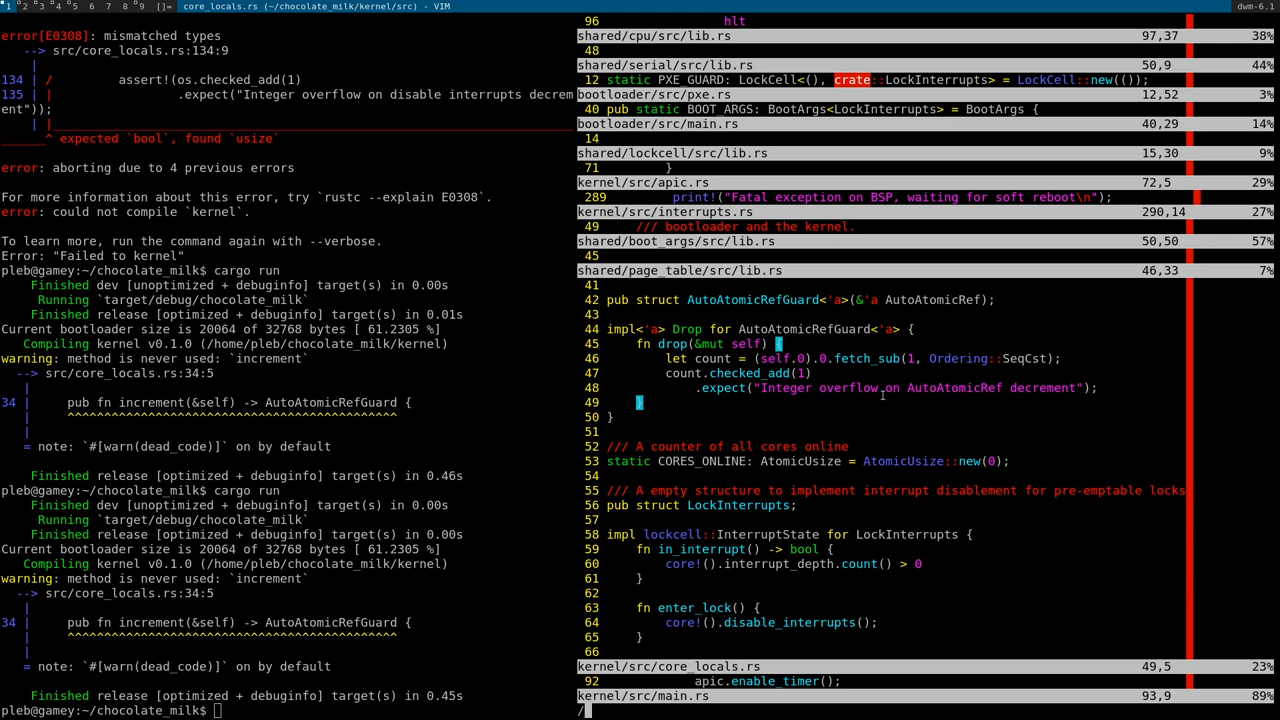 1 2 3 4 5 6 7 8 9 []= core_locals.rs (~/chocolate_milk/kernel/src) - VIM dwm-6.1
error[E0308]: mismatched types
--> src/core_locals.rs:134:9
|
134 | / assert!(os.checked_add(1)
135 | | .expect("Integer overflow on disable interrupts decrem
ent"));
| |_____________________________________________________________
______^ expected `bool`, found `usize`
error: aborting due to 4 previous errors
For more information about this error, try `rustc --explain E0308`.
error: could not compile `kernel`.
To learn more, run the command again with --verbose.
Error: "Failed to kernel"
pleb@gamey:~/chocolate_milk$ cargo run
Finished dev [unoptimized + debuginfo] target(s) in 0.00s
Running `target/debug/chocolate_milk`
Finished release [optimized + debuginfo] target(s) in 0.01s
Current bootloader size is 20064 of 32768 bytes [ 61.2305 %]
Compiling kernel v0.1.0 (/home/pleb/chocolate_milk/kernel)
warning: method is never used: `increment`
--> src/core_locals.rs:34:5
|
34 | pub fn increment(&self) -> AutoAtomicRefGuard {
| ^^^^^^^^^^^^^^^^^^^^^^^^^^^^^^^^^^^^^^^^^^^^^
|
= note: `#[warn(dead_code)]` on by default
Finished release [optimized + debuginfo] target(s) in 0.46s
pleb@gamey:~/chocolate_milk$ cargo run
Finished dev [unoptimized + debuginfo] target(s) in 0.00s
Running `target/debug/chocolate_milk`
Finished release [optimized + debuginfo] target(s) in 0.00s
Current bootloader size is 20064 of 32768 bytes [ 61.2305 %]
Compiling kernel v0.1.0 (/home/pleb/chocolate_milk/kernel)
warning: method is never used: `increment`
--> src/core_locals.rs:34:5
|
34 | pub fn increment(&self) -> AutoAtomicRefGuard {
| ^^^^^^^^^^^^^^^^^^^^^^^^^^^^^^^^^^^^^^^^^^^^^
|
= note: `#[warn(dead_code)]` on by default
Finished release [optimized + debuginfo] target(s) in 0.45s
pleb@gamey:~/chocolate_milk$
96 hlt
shared/cpu/src/lib.rs 97,37 38%
48
shared/serial/src/lib.rs 50,9 44%
12 static PXE_GUARD: LockCell<(), crate::LockInterrupts> = LockCell::new(());
bootloader/src/pxe.rs 12,52 3%
40 pub static BOOT_ARGS: BootArgs<LockInterrupts> = BootArgs {
bootloader/src/main.rs 40,29 14%
14
shared/lockcell/src/lib.rs 15,30 9%
71 }
kernel/src/apic.rs 72,5 29%
289 print!("Fatal exception on BSP, waiting for soft reboot\n");
kernel/src/interrupts.rs 290,14 27%
49 /// bootloader and the kernel.
shared/boot_args/src/lib.rs 50,50 57%
45
shared/page_table/src/lib.rs 46,33 7%
41
42 pub struct AutoAtomicRefGuard<'a>(&'a AutoAtomicRef);
43
44 impl<'a> Drop for AutoAtomicRefGuard<'a> {
45 fn drop(&mut self) {
46 let count = (self.0).0.fetch_sub(1, Ordering::SeqCst);
47 count.checked_add(1)
48 .expect("Integer overflow on AutoAtomicRef decrement");
49 }
50 }
51
52 /// A counter of all cores online
53 static CORES_ONLINE: AtomicUsize = AtomicUsize::new(0);
54
55 /// A empty structure to implement interrupt disablement for pre-emptable locks
56 pub struct LockInterrupts;
57
58 impl lockcell::InterruptState for LockInterrupts {
59 fn in_interrupt() -> bool {
60 core!().interrupt_depth.count() > 0
61 }
62
63 fn enter_lock() {
64 core!().disable_interrupts();
65 }
66
kernel/src/core_locals.rs 49,5 23%
92 apic.enable_timer();
kernel/src/main.rs 93,9 89%
/